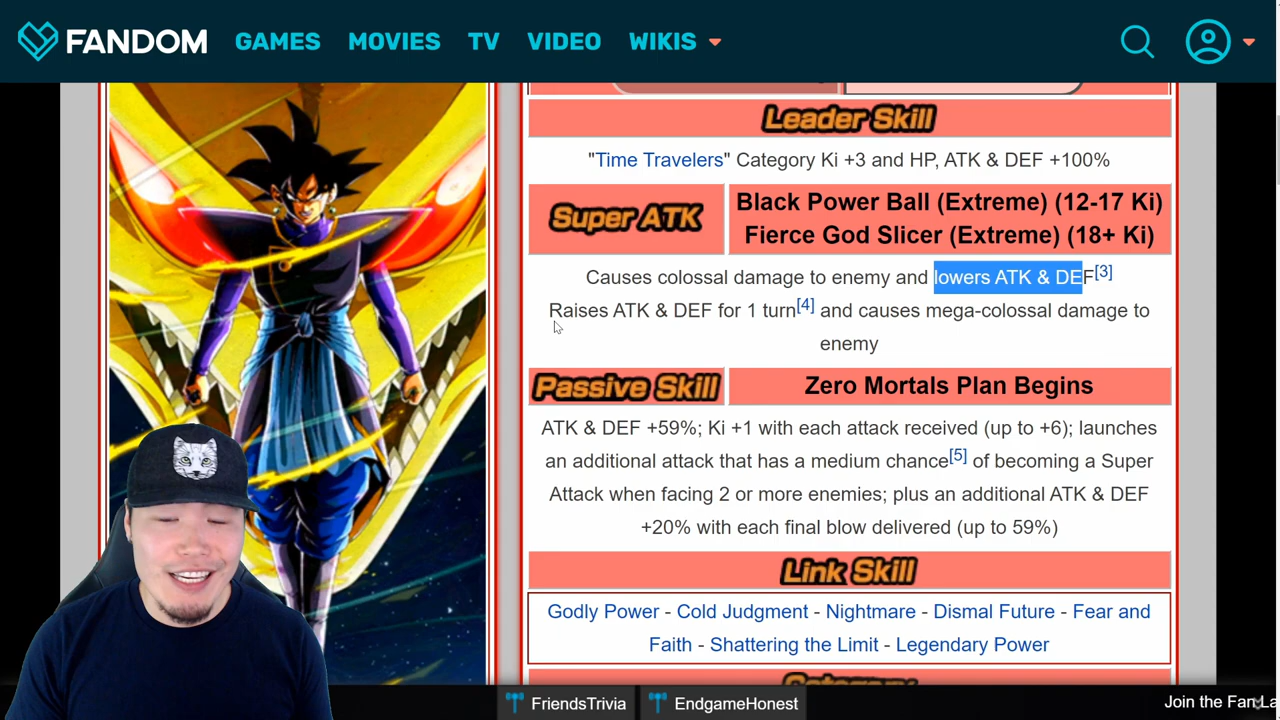 FANDOM GAMES MOVIES TV VIDEO WIKIS
Leader Skill
"Time Travelers" Category Ki +3 and HP, ATK & DEF +100%
Super ATK
Black Power Ball (Extreme) (12-17 Ki)
Fierce God Slicer (Extreme) (18+ Ki)
Causes colossal damage to enemy and lowers ATK & DEF[3]
Raises ATK & DEF for 1 turn[4] and causes mega-colossal damage to
enemy
Passive Skill
Zero Mortals Plan Begins
ATK & DEF +59%; Ki +1 with each attack received (up to +6); launches
an additional attack that has a medium chance[5] of becoming a Super
Attack when facing 2 or more enemies; plus an additional ATK & DEF
+20% with each final blow delivered (up to 59%)
Link Skill
Godly Power - Cold Judgment - Nightmare - Dismal Future - Fear and
Faith - Shattering the Limit - Legendary Power
Category
FriendsTrivia EndgameHonest Join the Fan La